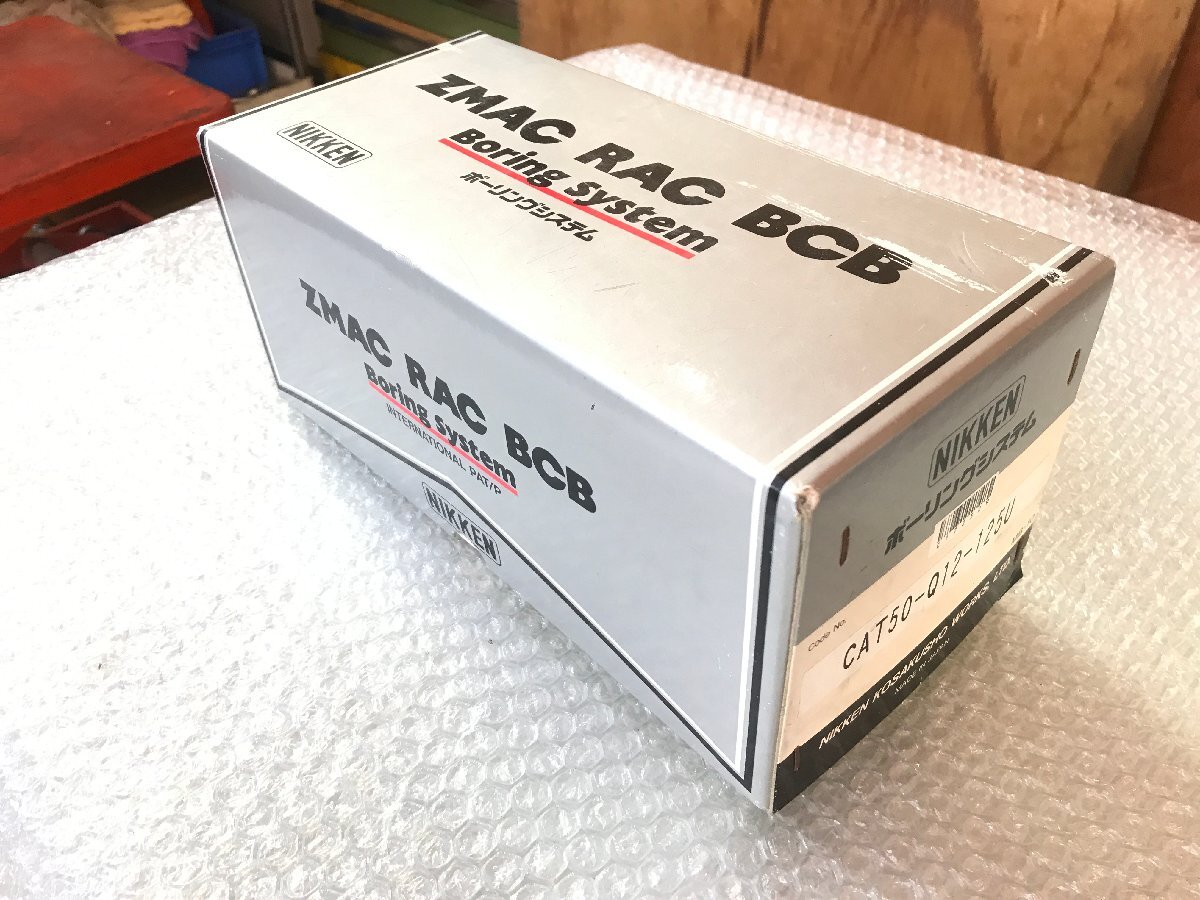 NIKKEN
ZMAC RAC BCB
Boring System
ボーリングシステム
ZMAC RAC BCB
Boring System
INTERNATIONAL PAT/P
NIKKEN
NIKKEN
ボーリングシステム
Code No.
CAT50-Q12-125U
NIKKEN KOSAKUSHO WORKS, LTD.
MADE IN JAPAN